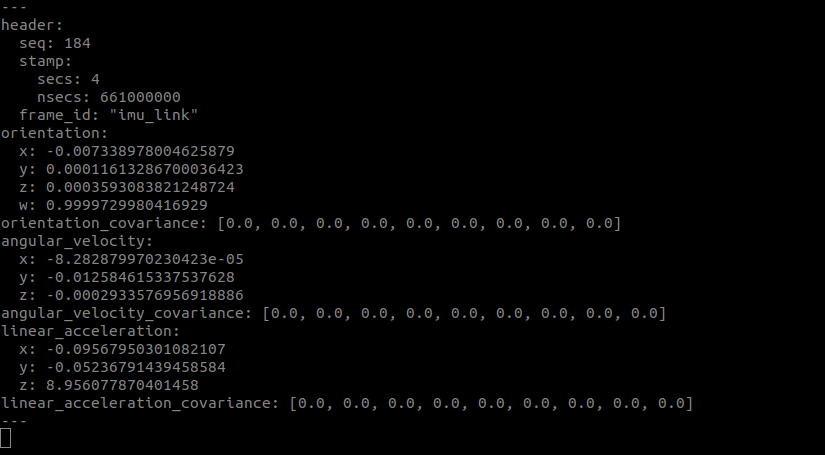 ---
header:
  seq: 184
  stamp:
    secs: 4
    nsecs: 661000000
  frame_id: "imu_link"
orientation:
  x: -0.007338978004625879
  y: 0.00011613286700036423
  z: 0.0003593083821248724
  w: 0.9999729980416929
orientation_covariance: [0.0, 0.0, 0.0, 0.0, 0.0, 0.0, 0.0, 0.0, 0.0]
angular_velocity:
  x: -8.282879970230423e-05
  y: -0.012584615337537628
  z: -0.0002933576956918886
angular_velocity_covariance: [0.0, 0.0, 0.0, 0.0, 0.0, 0.0, 0.0, 0.0, 0.0]
linear_acceleration:
  x: -0.09567950301082107
  y: -0.05236791439458584
  z: 8.956077870401458
linear_acceleration_covariance: [0.0, 0.0, 0.0, 0.0, 0.0, 0.0, 0.0, 0.0, 0.0]
---